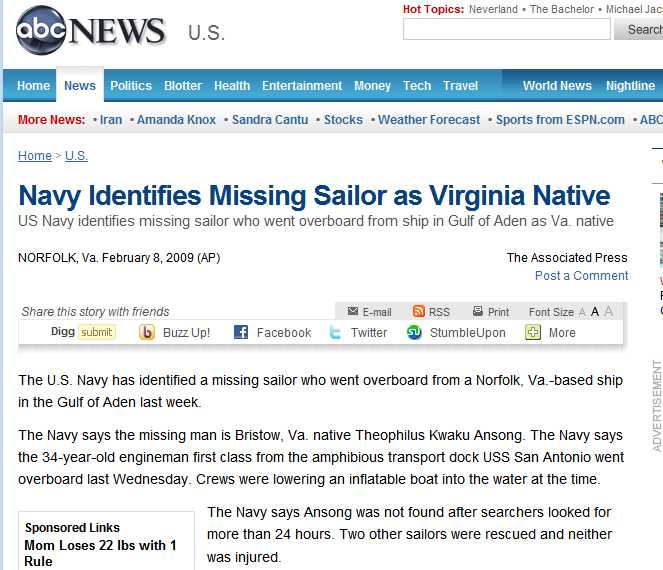 abc NEWS U.S.
Hot Topics: Neverland • The Bachelor • Michael Jac
Search
Home News Politics Blotter Health Entertainment Money Tech Travel World News Nightline
More News: • Iran • Amanda Knox • Sandra Cantu • Stocks • Weather Forecast • Sports from ESPN.com • ABC
Home > U.S.
Navy Identifies Missing Sailor as Virginia Native
US Navy identifies missing sailor who went overboard from ship in Gulf of Aden as Va. native
NORFOLK, Va. February 8, 2009 (AP)
The Associated Press
Post a Comment
Share this story with friends
E-mail RSS Print Font Size A A A
Digg submit Buzz Up! Facebook Twitter StumbleUpon More
The U.S. Navy has identified a missing sailor who went overboard from a Norfolk, Va.-based ship
in the Gulf of Aden last week.
The Navy says the missing man is Bristow, Va. native Theophilus Kwaku Ansong. The Navy says
the 34-year-old engineman first class from the amphibious transport dock USS San Antonio went
overboard last Wednesday. Crews were lowering an inflatable boat into the water at the time.
The Navy says Ansong was not found after searchers looked for
more than 24 hours. Two other sailors were rescued and neither
was injured.
Sponsored Links
Mom Loses 22 lbs with 1
Rule
ADVERTISEMENT